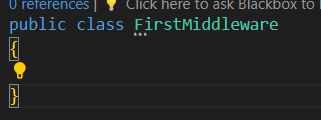 0 references | Click here to ask Blackbox to
public class FirstMiddleware
{
}